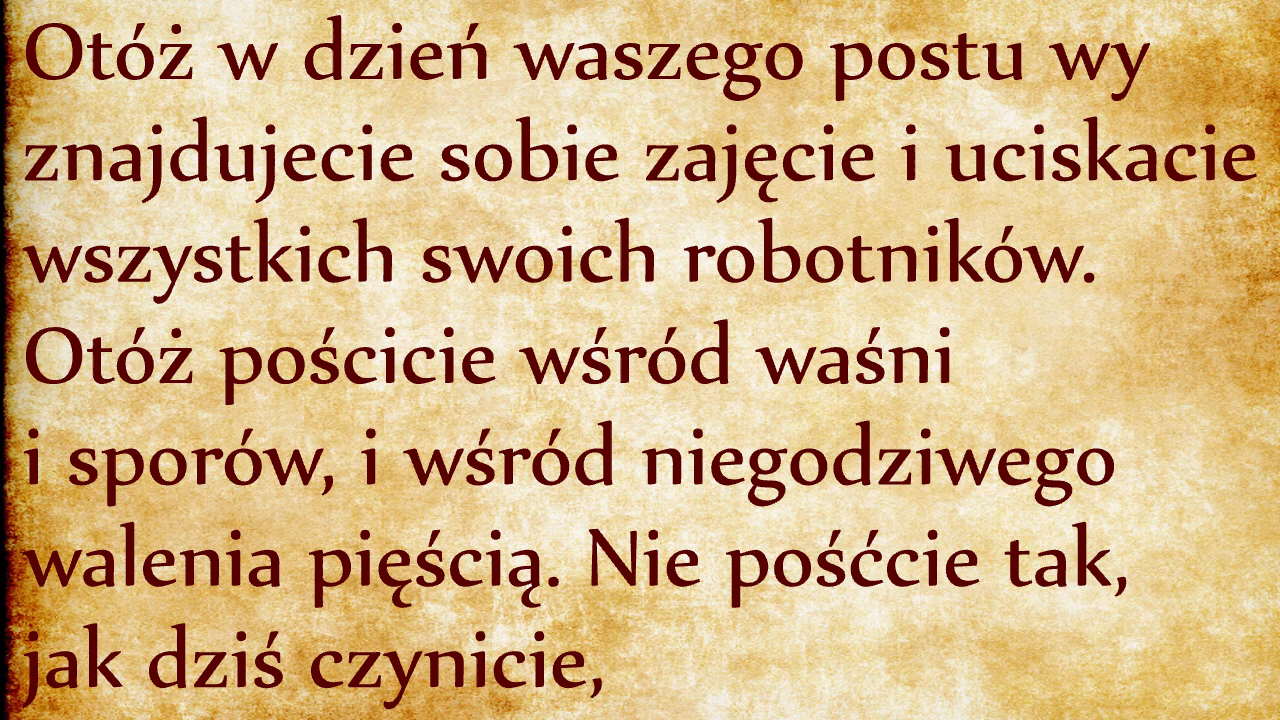 Otóż w dzień waszego postu wy
znajdujecie sobie zajęcie i uciskacie
wszystkich swoich robotników.
Otóż pościcie wśród waśni
i sporów, i wśród niegodziwego
walenia pięścią. Nie pośćcie tak,
jak dziś czynicie,